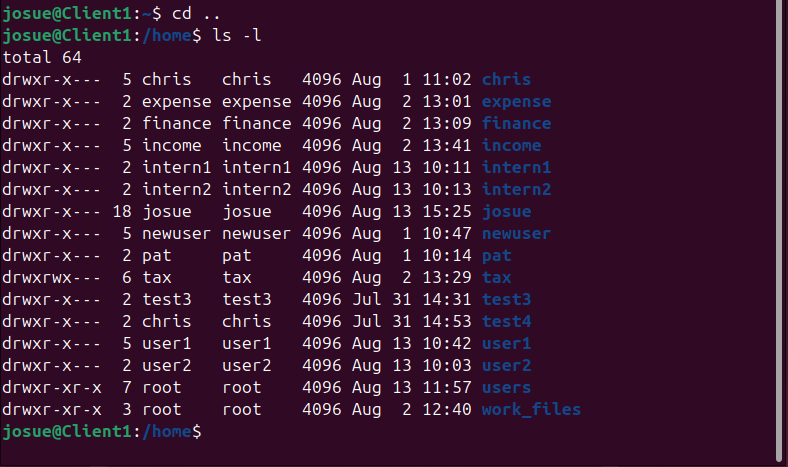 josue@Client1:~$ cd ..
josue@Client1:/home$ ls -l
total 64
drwxr-x---  5 chris   chris   4096 Aug  1 11:02 chris
drwxr-x---  2 expense expense 4096 Aug  2 13:01 expense
drwxr-x---  2 finance finance 4096 Aug  2 13:09 finance
drwxr-x---  5 income  income  4096 Aug  2 13:41 income
drwxr-x---  2 intern1 intern1 4096 Aug 13 10:11 intern1
drwxr-x---  2 intern2 intern2 4096 Aug 13 10:13 intern2
drwxr-x--- 18 josue   josue   4096 Aug 13 15:25 josue
drwxr-x---  5 newuser newuser 4096 Aug  1 10:47 newuser
drwxr-x---  2 pat     pat     4096 Aug  1 10:14 pat
drwxrwx---  6 tax     tax     4096 Aug  2 13:29 tax
drwxr-x---  2 test3   test3   4096 Jul 31 14:31 test3
drwxr-x---  2 chris   chris   4096 Jul 31 14:53 test4
drwxr-x---  5 user1   user1   4096 Aug 13 10:42 user1
drwxr-x---  2 user2   user2   4096 Aug 13 10:03 user2
drwxr-xr-x  7 root    root    4096 Aug 13 11:57 users
drwxr-xr-x  3 root    root    4096 Aug  2 12:40 work_files
josue@Client1:/home$